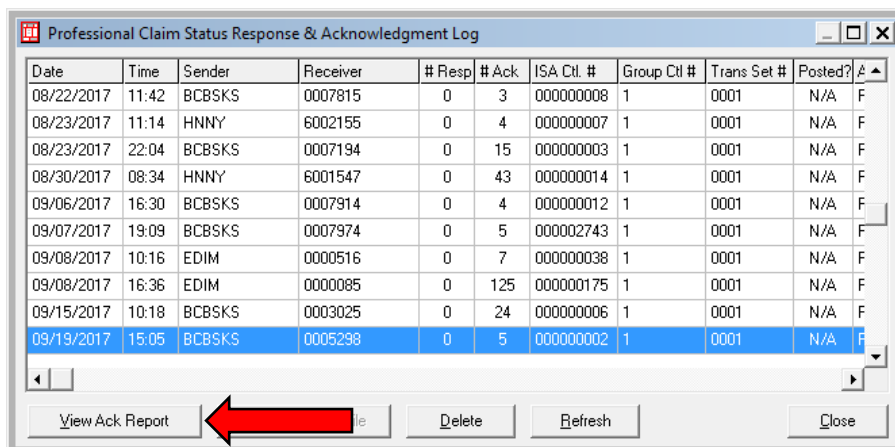 Professional Claim Status Response & Acknowledgment Log
Date Time Sender Receiver # Resp # Ack ISA Ctl. # Group Ctl # Trans Set # Posted? A
08/22/2017 11:42 BCBSKS 0007815 0 3 000000008 1 0001 N/A F
08/23/2017 11:14 HNNY 6002155 0 4 000000007 1 0001 N/A F
08/23/2017 22:04 BCBSKS 0007194 0 15 000000003 1 0001 N/A F
08/30/2017 08:34 HNNY 6001547 0 43 000000014 1 0001 N/A F
09/06/2017 16:30 BCBSKS 0007914 0 4 000000012 1 0001 N/A F
09/07/2017 19:09 BCBSKS 0007974 0 5 000002743 1 0001 N/A F
09/08/2017 10:16 EDIM 0000516 0 7 000000038 1 0001 N/A F
09/08/2017 16:36 EDIM 0000085 0 125 000000175 1 0001 N/A F
09/15/2017 10:18 BCBSKS 0003025 0 24 000000006 1 0001 N/A F
09/19/2017 15:05 BCBSKS 0005298 0 5 000000002 1 0001 N/A F
View Ack Report Delete Refresh Close